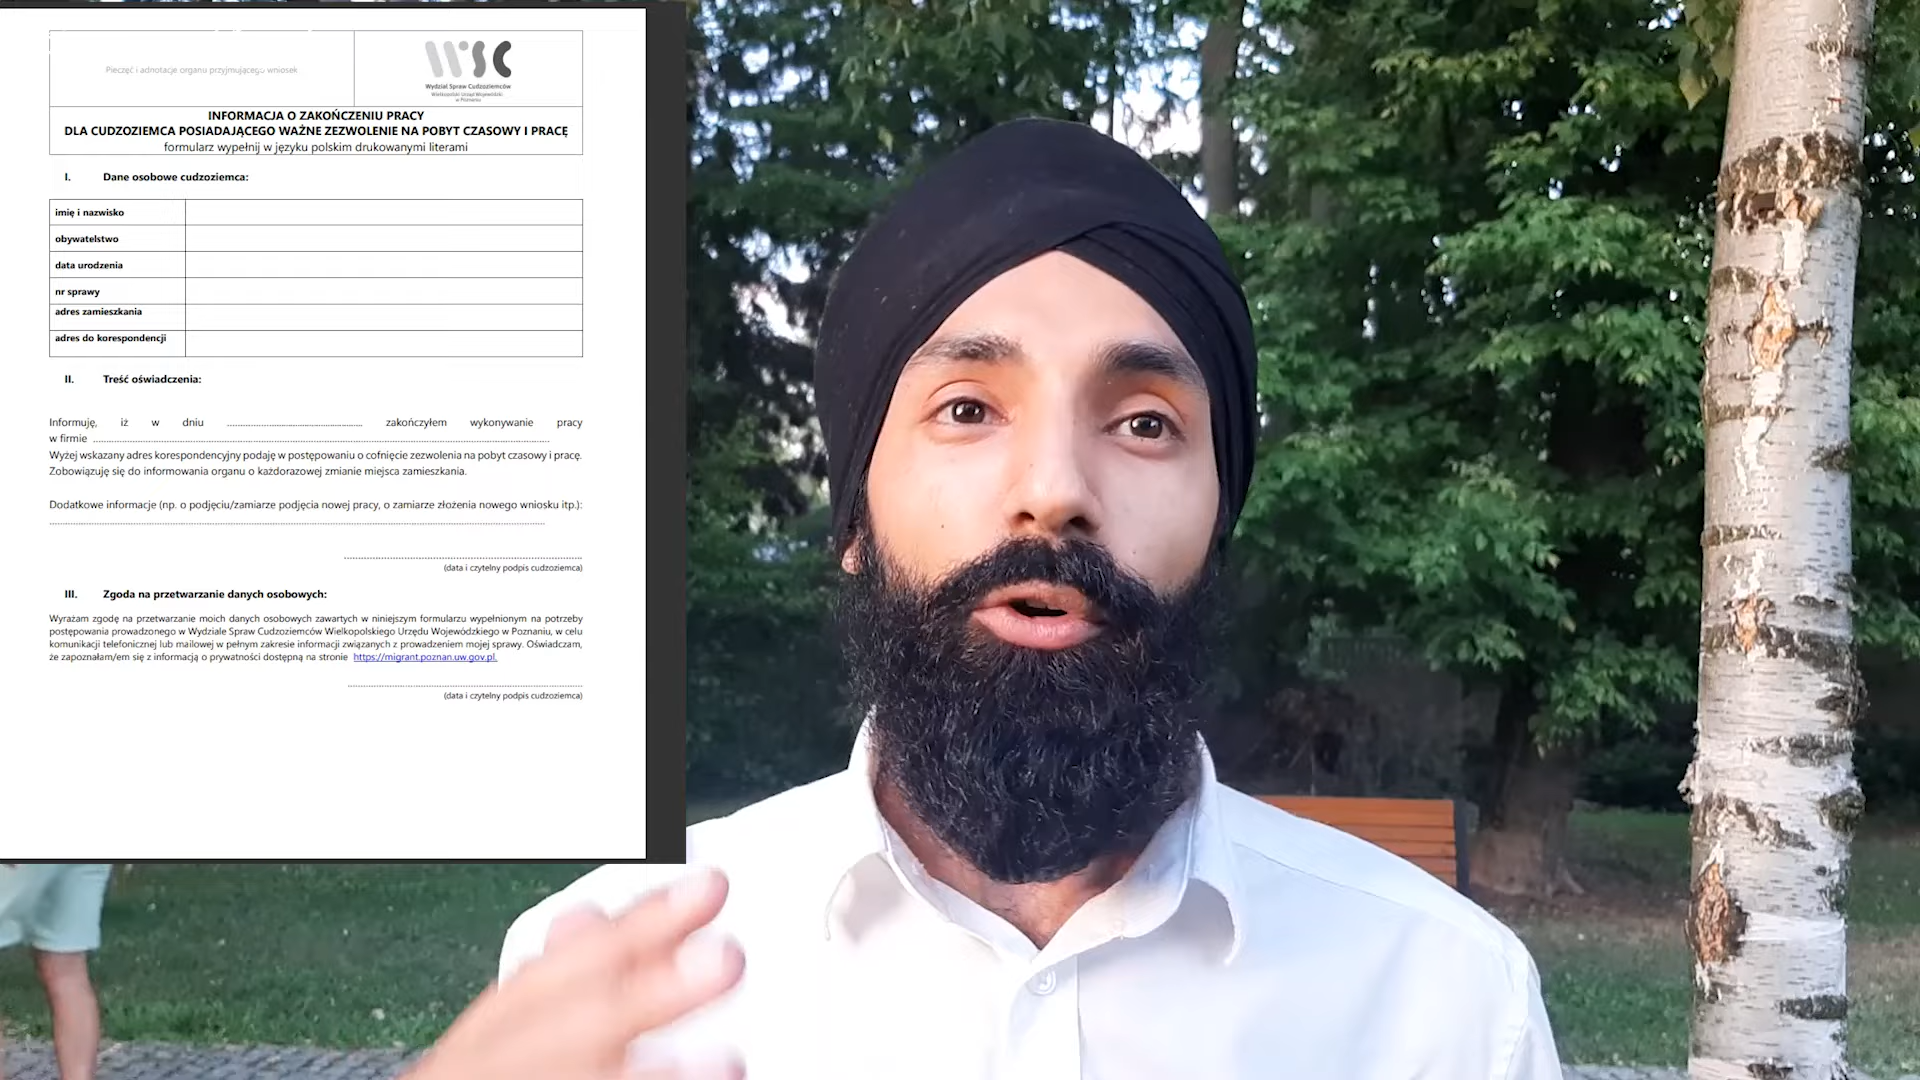 Pieczęć i adnotacje organu przyjmującego wniosek
WSC
Wydział Spraw Cudzoziemców
Wielkopolski Urząd Wojewódzki
w Poznaniu
INFORMACJA O ZAKOŃCZENIU PRACY
DLA CUDZOZIEMCA POSIADAJĄCEGO WAŻNE ZEZWOLENIE NA POBYT CZASOWY I PRACĘ
formularz wypełnij w języku polskim drukowanymi literami
I. Dane osobowe cudzoziemca:
imię i nazwisko
obywatelstwo
data urodzenia
nr sprawy
adres zamieszkania
adres do korespondencji
II. Treść oświadczenia:
Informuję, iż w dniu ................................................ zakończyłem wykonywanie pracy
w firmie ................................................................................................
Wyżej wskazany adres korespondencyjny podaję w postępowaniu o cofnięcie zezwolenia na pobyt czasowy i pracę.
Zobowiązuję się do informowania organu o każdorazowej zmianie miejsca zamieszkania.
Dodatkowe informacje (np. o podjęciu/zamiarze podjęcia nowej pracy, o zamiarze złożenia nowego wniosku itp.):
................................................................................................
................................................
(data i czytelny podpis cudzoziemca)
III. Zgoda na przetwarzanie danych osobowych:
Wyrażam zgodę na przetwarzanie moich danych osobowych zawartych w niniejszym formularzu wypełnionym na potrzeby
postępowania prowadzonego w Wydziale Spraw Cudzoziemców Wielkopolskiego Urzędu Wojewódzkiego w Poznaniu, w celu
komunikacji telefonicznej lub mailowej w pełnym zakresie informacji związanych z prowadzeniem mojej sprawy. Oświadczam,
że zapoznałam/em się z informacją o prywatności dostępną na stronie https://migrant.poznan.uw.gov.pl.
................................................
(data i czytelny podpis cudzoziemca)